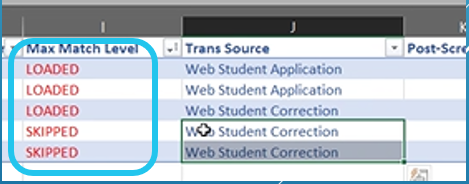 I J
Max Match Level Trans Source Post-Scre
LOADED Web Student Application
LOADED Web Student Application
LOADED Web Student Correction
SKIPPED Web Student Correction
SKIPPED Web Student Correction